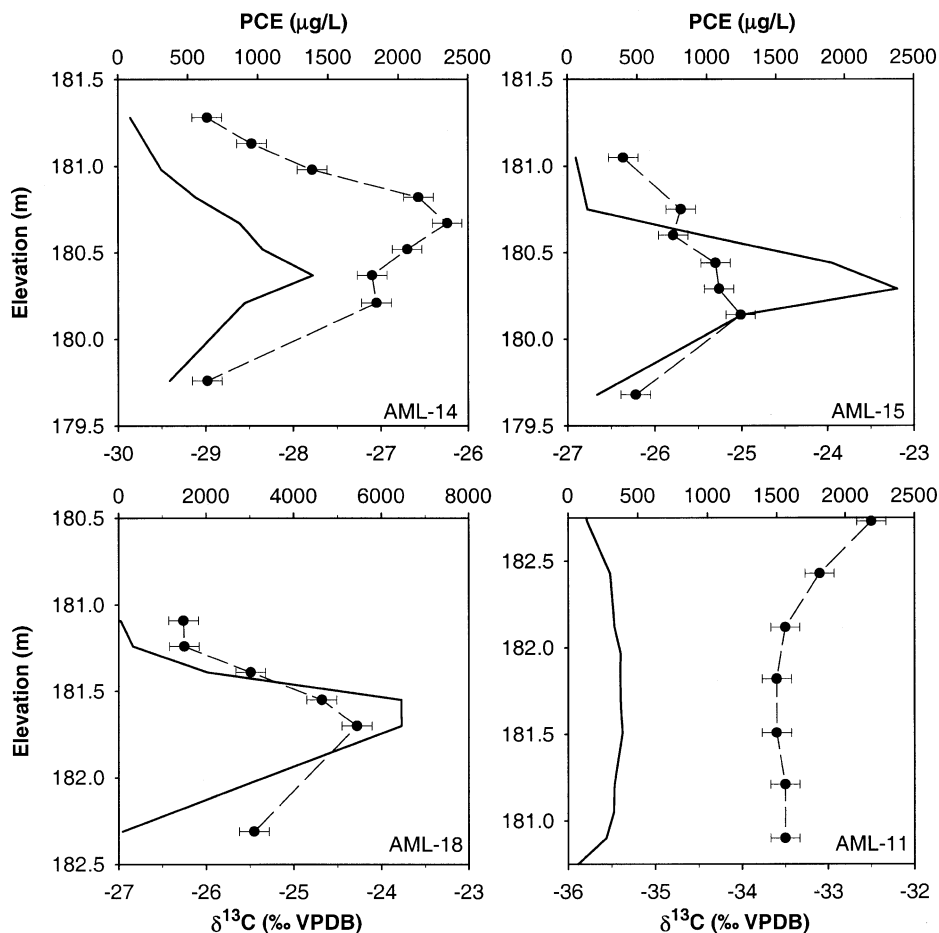 PCE (μg/L) PCE (μg/L)
0 500 1000 1500 2000 2500 0 500 1000 1500 2000 2500
181.5 181.5
181.0 181.0
Elevation (m)
180.5 180.5
180.0 180.0
AML-14 AML-15
179.5 179.5
-30 -29 -28 -27 -26 -27 -26 -25 -24 -23
0 2000 4000 6000 8000 0 500 1000 1500 2000 2500
180.5
182.5
181.0
182.0
Elevation (m)
181.5
181.5
182.0
181.0
AML-18 AML-11
182.5
-27 -26 -25 -24 -23 -36 -35 -34 -33 -32
δ¹³C (‰ VPDB) δ¹³C (‰ VPDB)